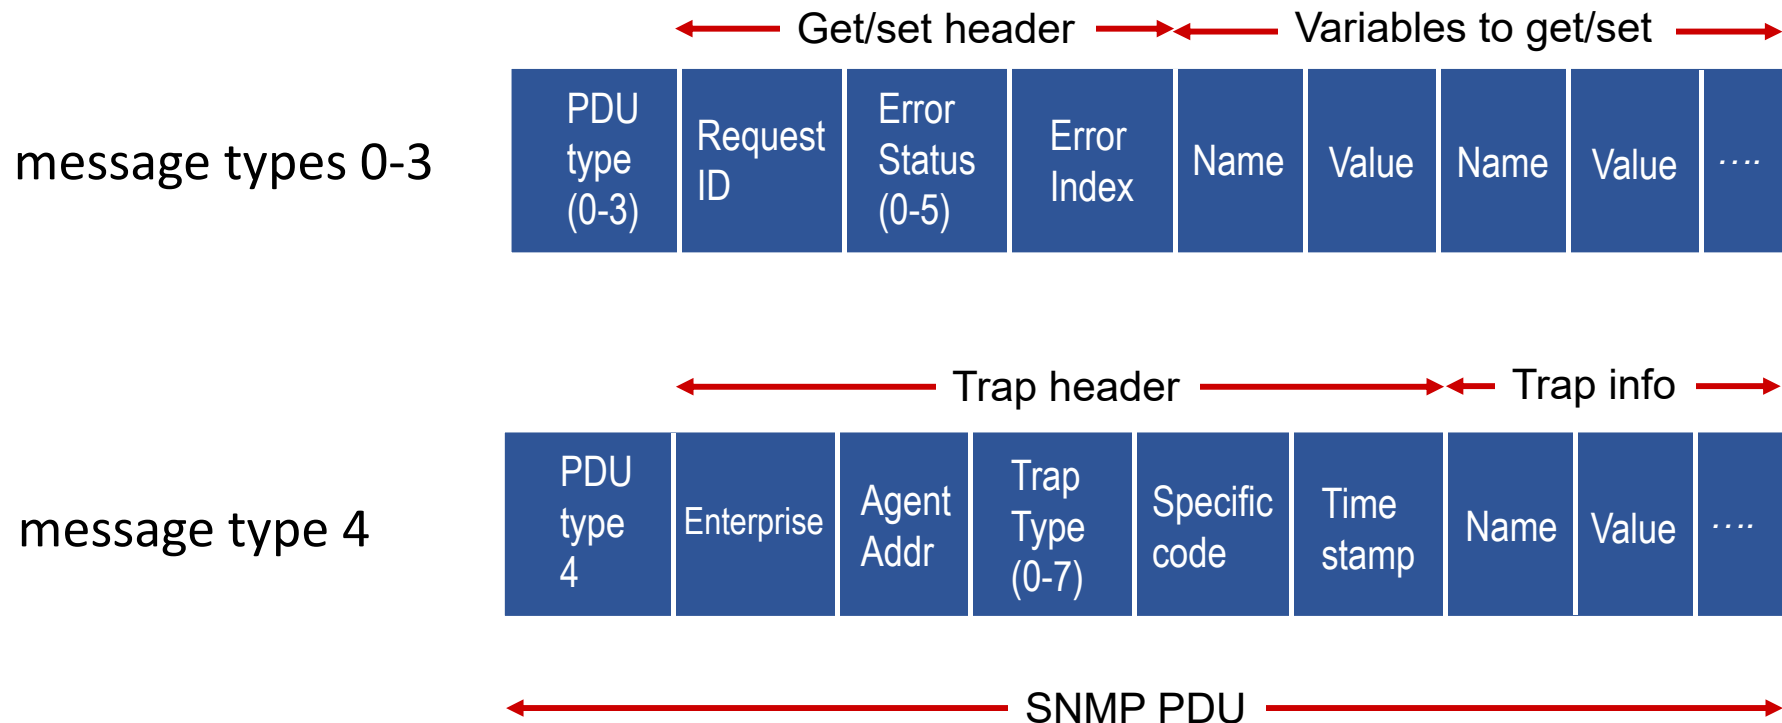 Get/set header
Variables to get/set
message types 0-3
PDU
type
(0-3)
Request
ID
Error
Status
(0-5)
Error
Index
Name
Value
Name
Value
....
Trap header
Trap info
message type 4
PDU
type
4
Enterprise
Agent
Addr
Trap
Type
(0-7)
Specific
code
Time
stamp
Name
Value
....
SNMP PDU